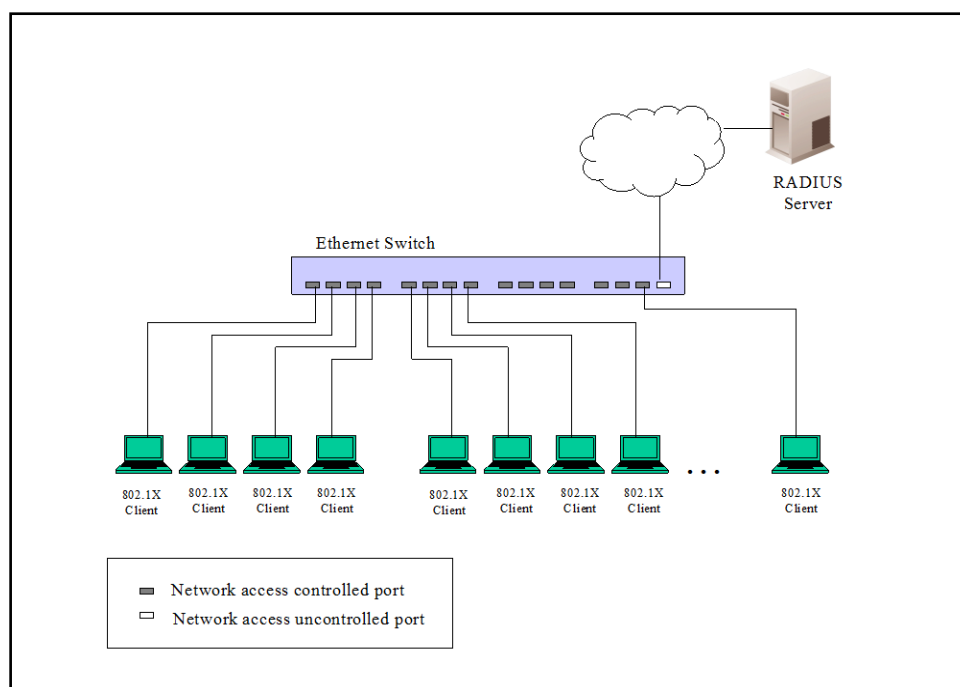 RADIUS
Server
Ethernet Switch
802.1X
Client
802.1X
Client
802.1X
Client
802.1X
Client
802.1X
Client
802.1X
Client
802.1X
Client
802.1X
Client
...
802.1X
Client
Network access controlled port
Network access uncontrolled port